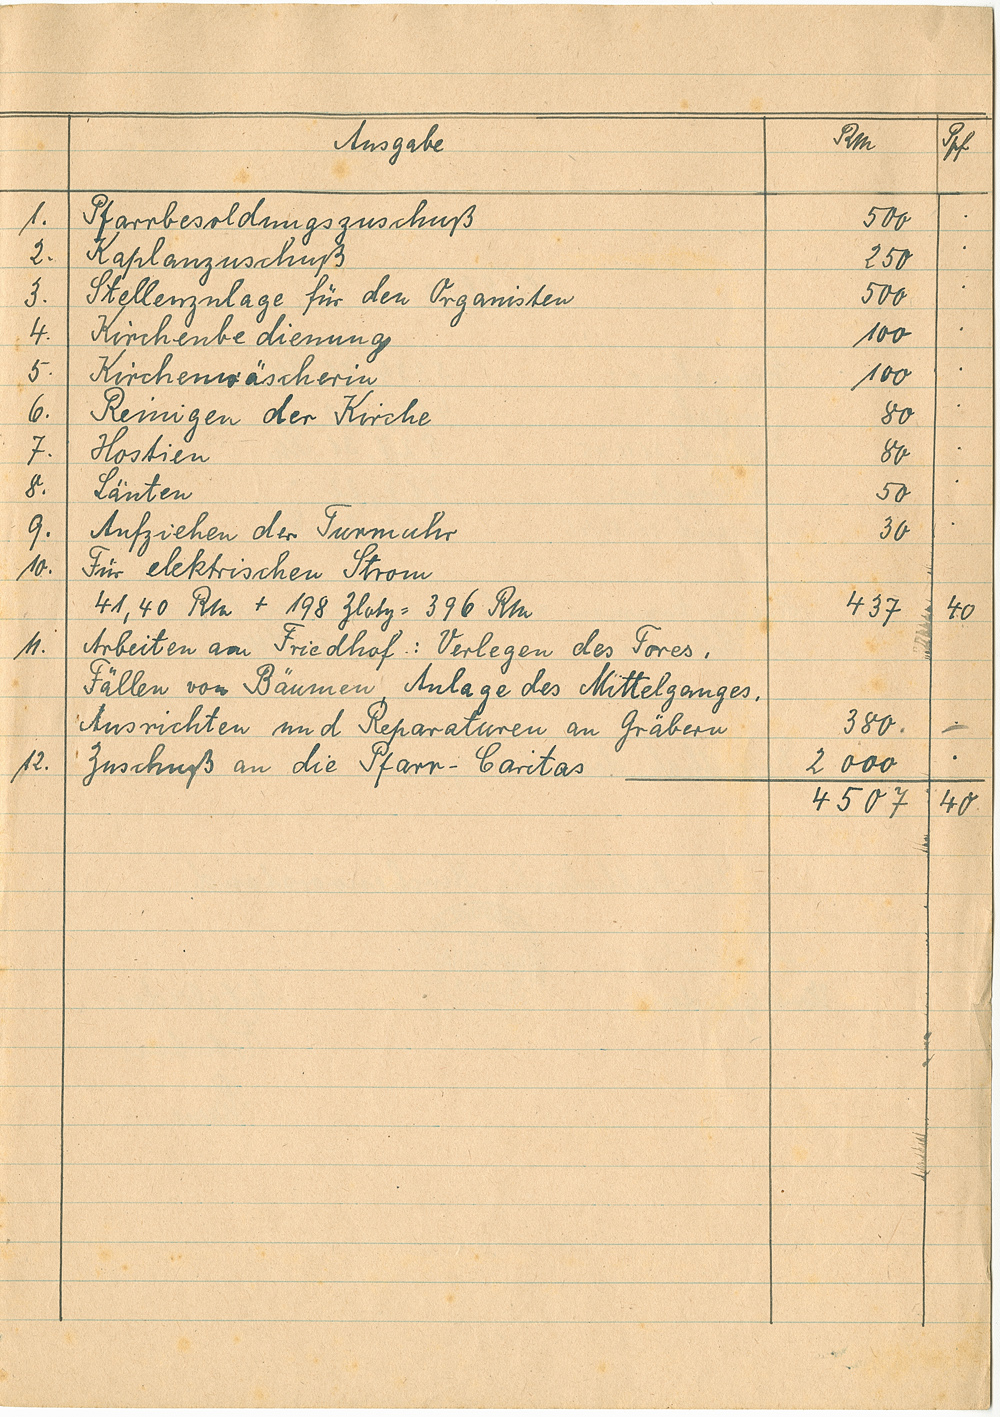 Ausgabe Rm Ppf
1. Pfarrbesoldungszuschuß 500 .
2. Kaplanzuschuß 250 .
3. Stellenzulage für den Organisten 500 .
4. Kirchenbedienung 100 .
5. Kirchenwäscherin 100 .
6. Reinigen der Kirche 80 .
7. Hostien 80 .
8. Läuten 50 .
9. Aufziehen der Turmuhr 30 .
10. Für elektrischen Strom
41,40 Rm + 198 Zloty = 396 Rm 437 40
11. Arbeiten am Friedhof : Verlegen des Tores,
Fällen von Bäumen, Anlage des Mittelganges,
Ausrichten und Reparaturen an Gräbern 380. -
12. Zuschuß an die Pfarr-Caritas 2 000 .
4507 40